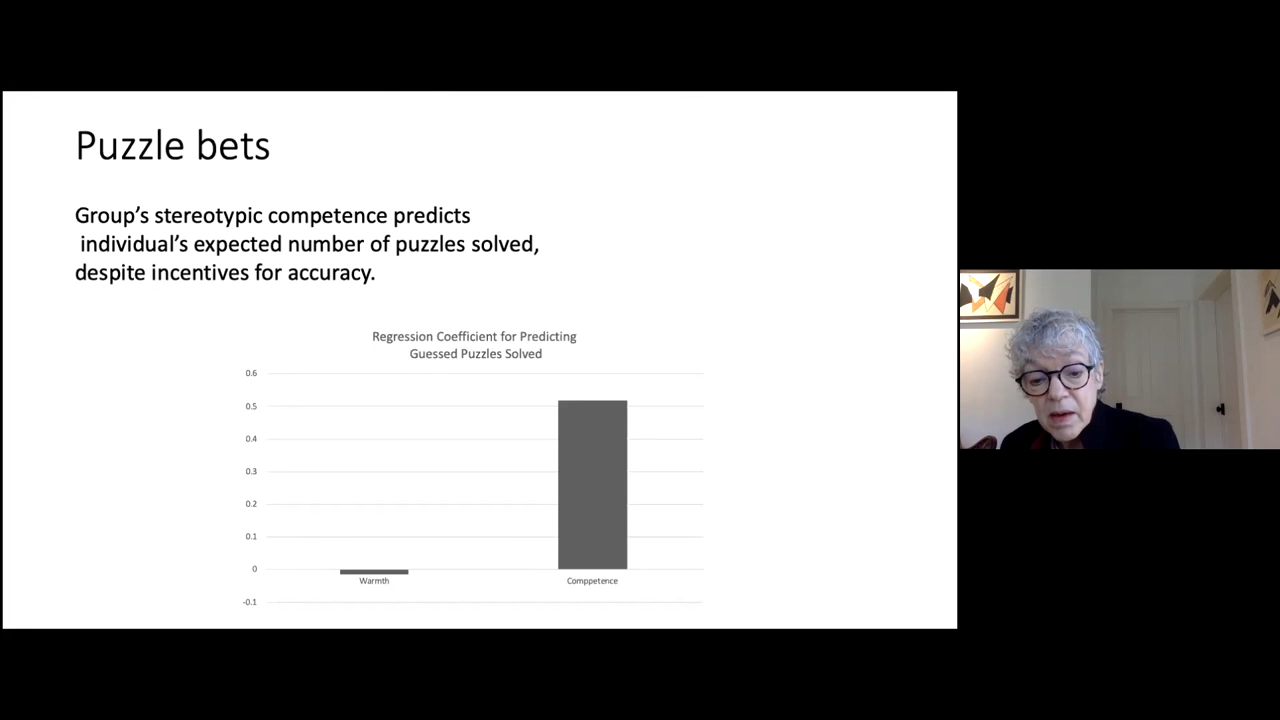 Puzzle bets
Group's stereotypic competence predicts
individual's expected number of puzzles solved,
despite incentives for accuracy.
Regression Coefficient for Predicting
Guessed Puzzles Solved
0.6
0.5
0.4
0.3
0.2
0.1
0
-0.1
Warmth
Comppetence